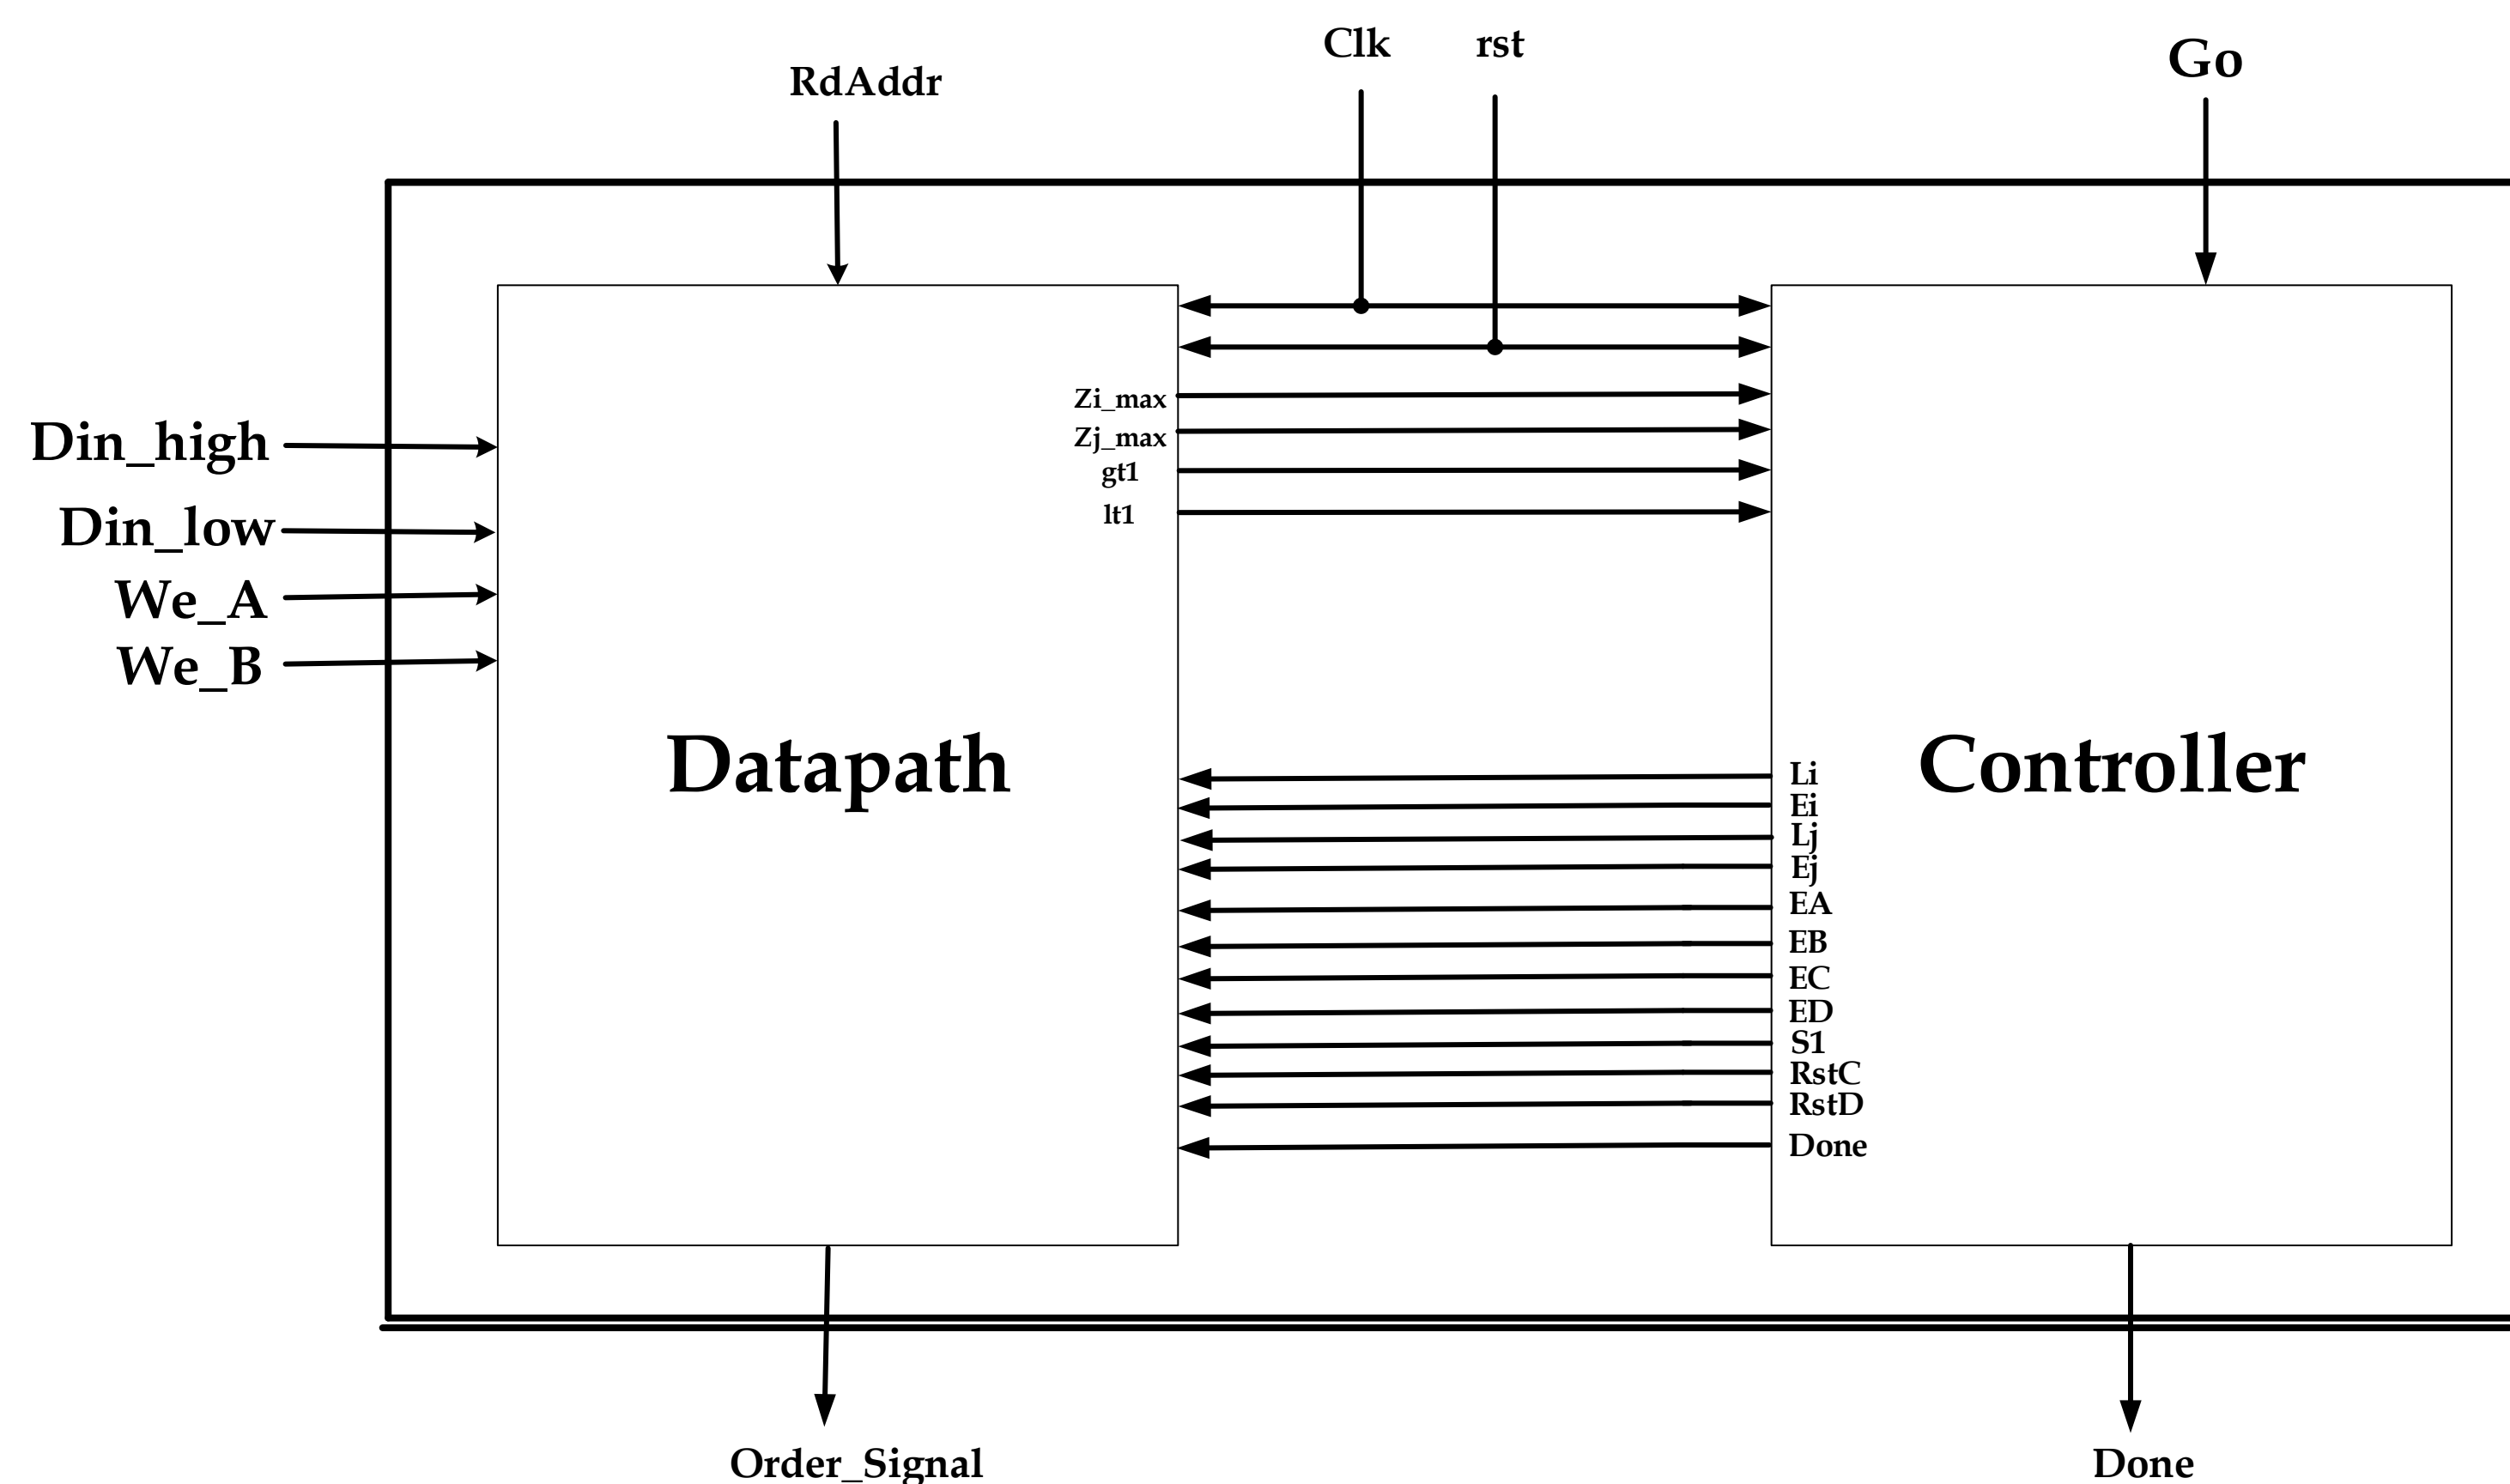 Clk
rst
Go
RdAddr
Zi_max
Din_high
Zj_max
gt1
lt1
Din_low
We_A
We_B
Datapath
Controller
Li
Ei
Lj
Ej
EA
EB
EC
ED
S1
RstC
RstD
Done
Order_Signal
Done